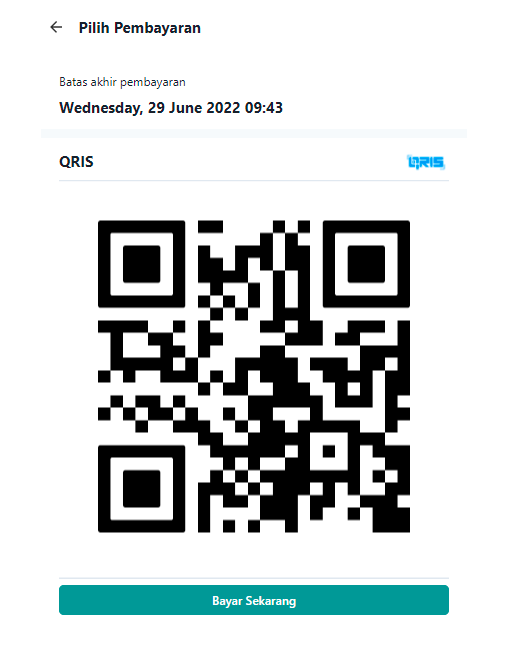 Pilih Pembayaran
Batas akhir pembayaran
Wednesday, 29 June 2022 09:43
QRIS
QRIS
Bayar Sekarang